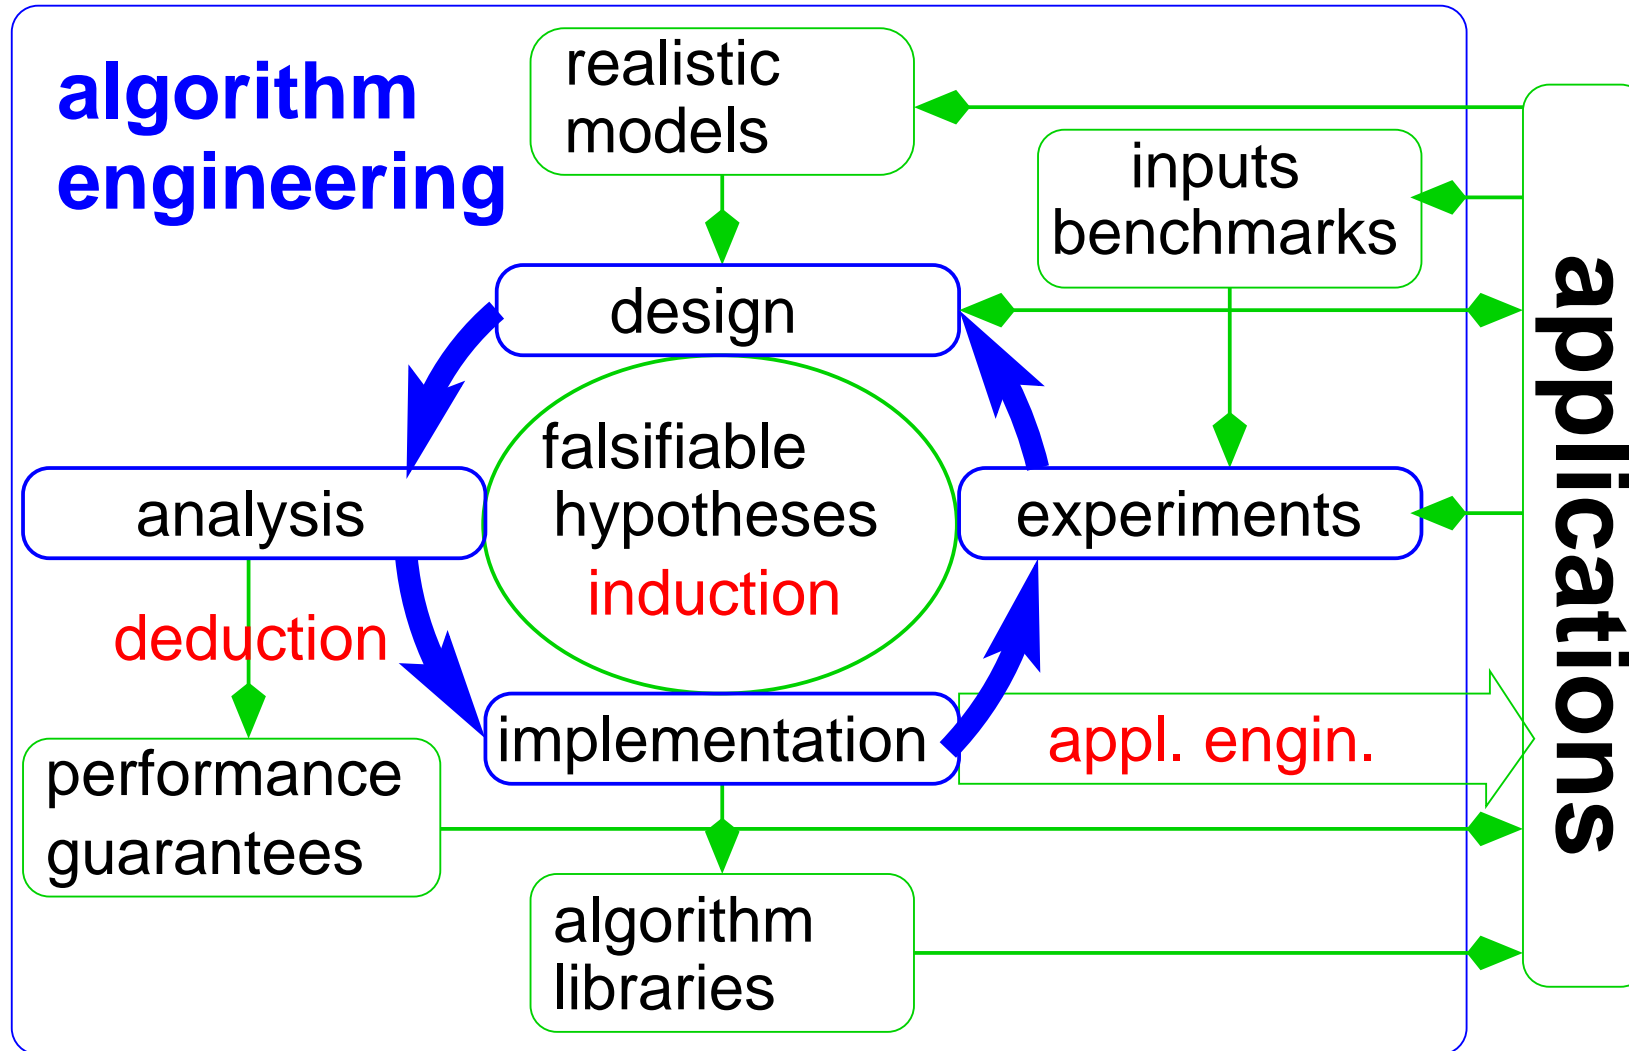 algorithm
engineering
realistic
models
inputs
benchmarks
design
falsifiable
hypotheses
induction
analysis
experiments
deduction
implementation
appl. engin.
performance
guarantees
algorithm
libraries
applications